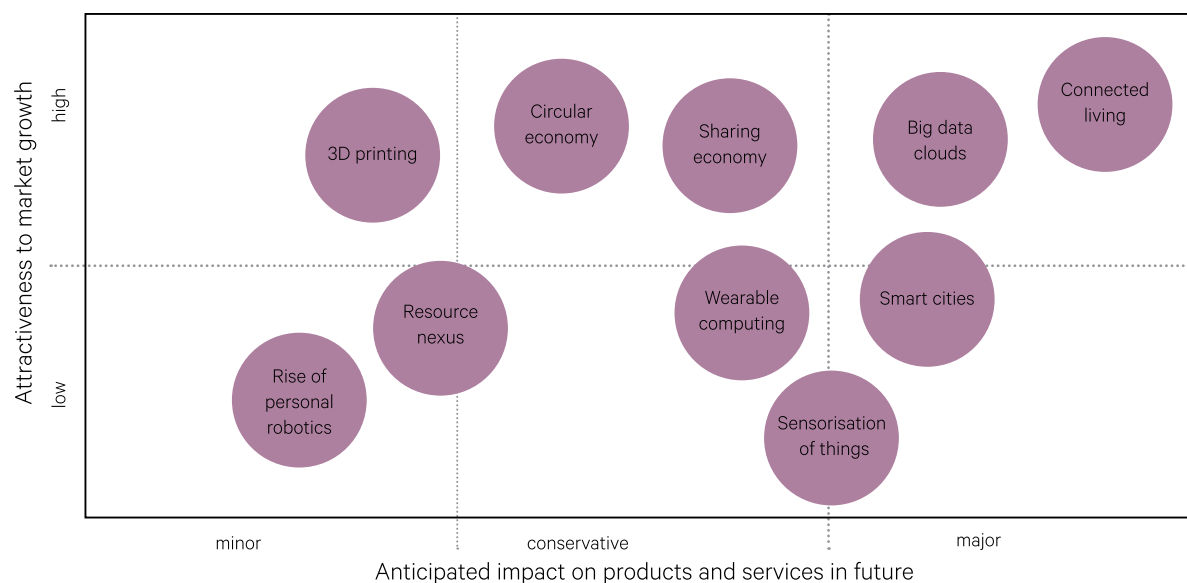 Attractiveness to market growth
high
low
3D printing
Circular
economy
Sharing
economy
Big data
clouds
Connected
living
Resource
nexus
Rise of
personal
robotics
Wearable
computing
Smart cities
Sensorisation
of things
minor
conservative
major
Anticipated impact on products and services in future